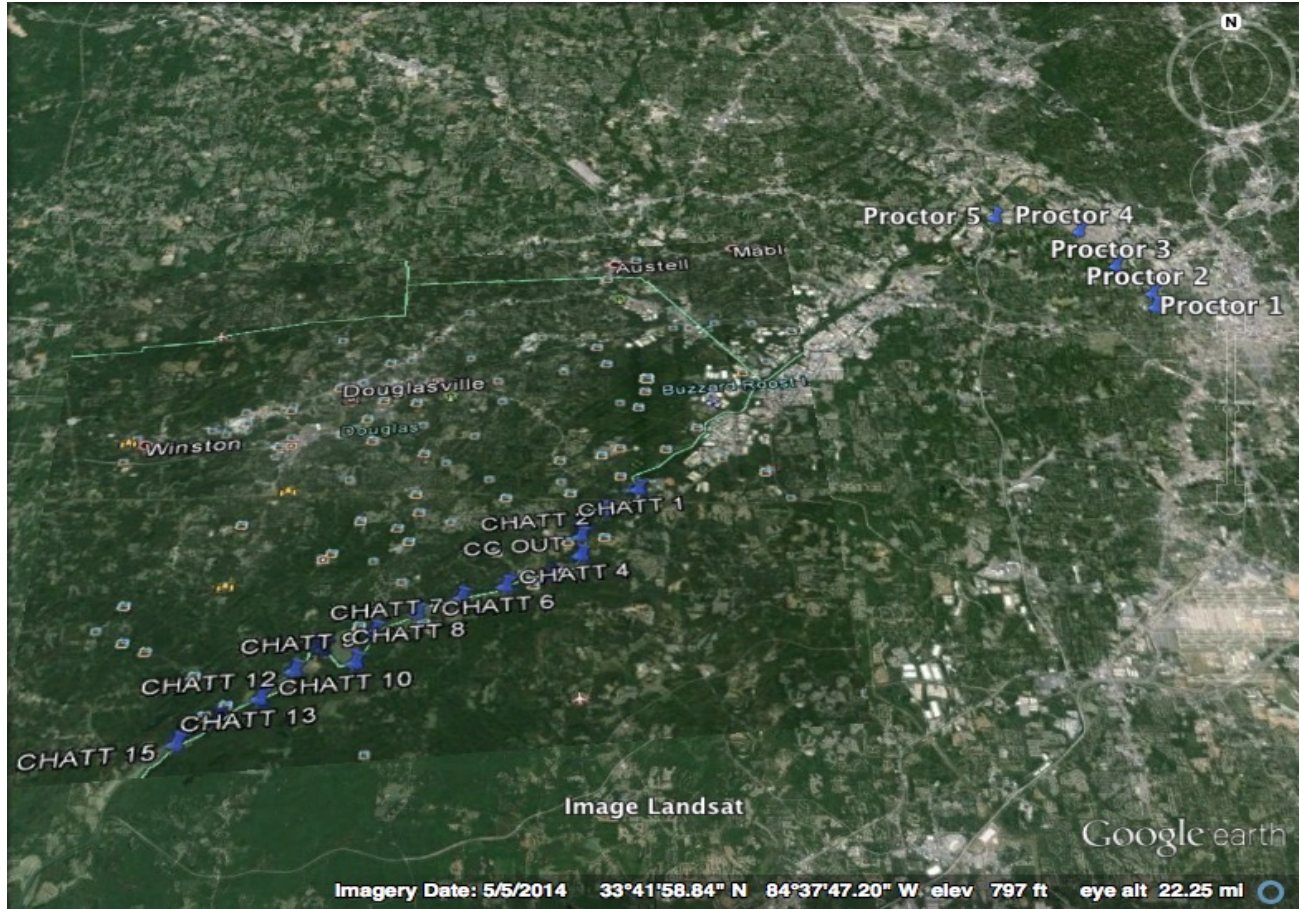 N
Proctor 5
Proctor 4
Proctor 3
Proctor 2
Proctor 1
Mabl
Austell
Buzzard Roost I
Douglasville
Douglas
Winston
CHATT 1
CHATT 2
CC OUT
CHATT 4
CHATT 6
CHATT 7
CHATT 8
CHATT 9
CHATT 10
CHATT 12
CHATT 13
CHATT 15
Image Landsat
Google earth
Imagery Date: 5/5/2014 33°41'58.84" N 84°37'47.20" W elev 797 ft eye alt 22.25 mi